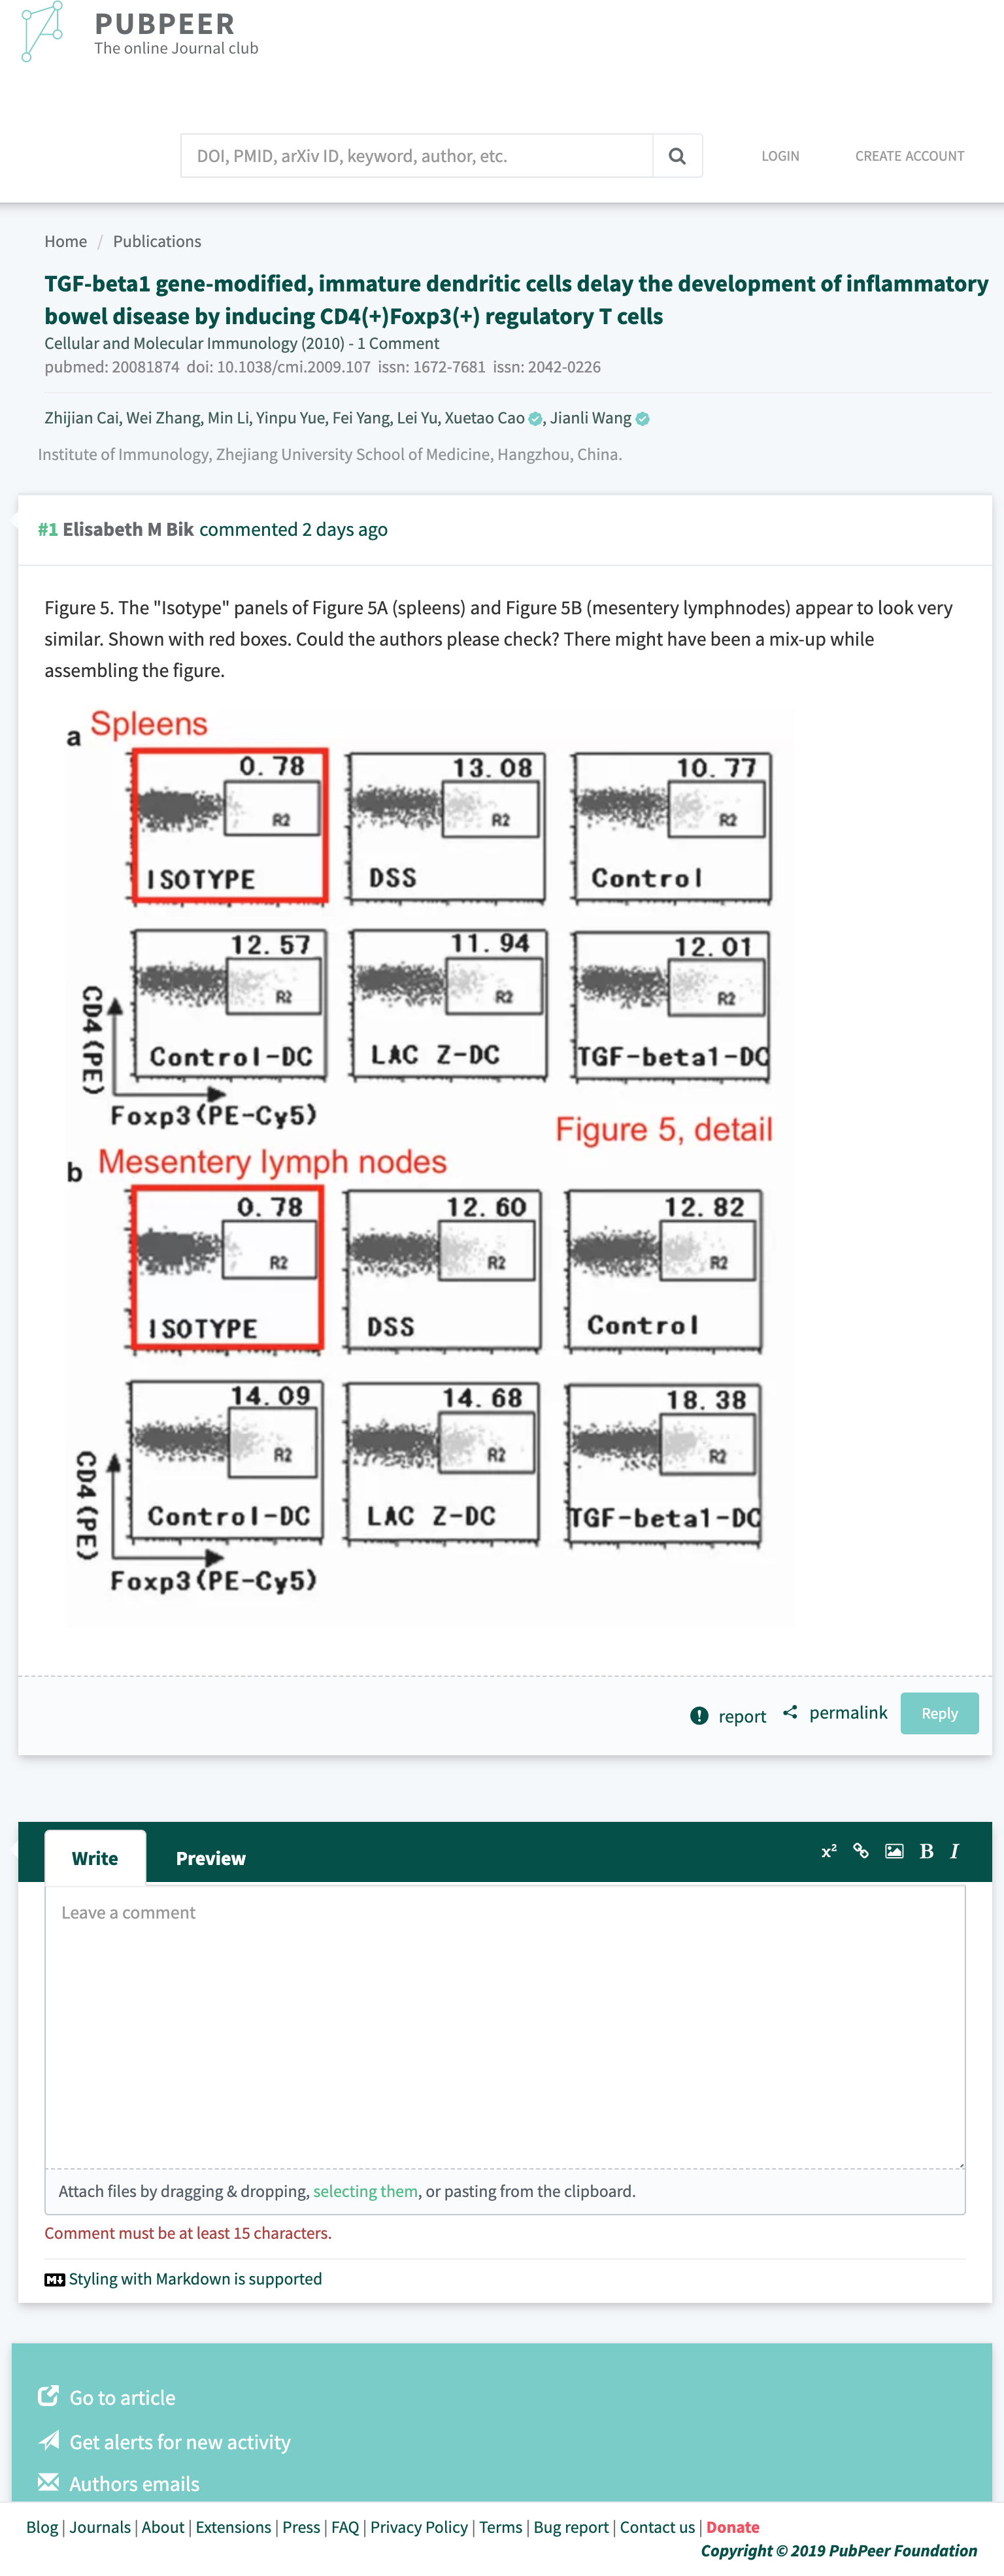 PUBPEER
The online Journal club
DOI, PMID, arXiv ID, keyword, author, etc.
LOGIN
CREATE ACCOUNT
Home / Publications
TGF-beta1 gene-modified, immature dendritic cells delay the development of inflammatory
bowel disease by inducing CD4(+)Foxp3(+) regulatory T cells
Cellular and Molecular Immunology (2010) - 1 Comment
pubmed: 20081874 doi: 10.1038/cmi.2009.107 issn: 1672-7681 issn: 2042-0226
Zhijian Cai, Wei Zhang, Min Li, Yinpu Yue, Fei Yang, Lei Yu, Xuetao Cao, Jianli Wang
Institute of Immunology, Zhejiang University School of Medicine, Hangzhou, China.
#1 Elisabeth M Bik commented 2 days ago
Figure 5. The "Isotype" panels of Figure 5A (spleens) and Figure 5B (mesentery lymphnodes) appear to look very
similar. Shown with red boxes. Could the authors please check? There might have been a mix-up while
assembling the figure.
a Spleens
0.78 13.08 10.77
R2 R2 R2
ISOTYPE DSS Control
12.57 11.94 12.01
R2 R2 R2
Control-DC LAC Z-DC TGF-beta1-DC
CD4(PE)
Foxp3(PE-Cy5)
Figure 5, detail
b Mesentery lymph nodes
0.78 12.60 12.82
R2 R2 R2
ISOTYPE DSS Control
14.09 14.68 18.38
R2 R2 R2
Control-DC LAC Z-DC TGF-beta1-DC
CD4(PE)
Foxp3(PE-Cy5)
report permalink Reply
Write Preview x² B I
Leave a comment
Attach files by dragging & dropping, selecting them, or pasting from the clipboard.
Comment must be at least 15 characters.
M↓ Styling with Markdown is supported
Go to article
Get alerts for new activity
Authors emails
Blog | Journals | About | Extensions | Press | FAQ | Privacy Policy | Terms | Bug report | Contact us | Donate
Copyright © 2019 PubPeer Foundation